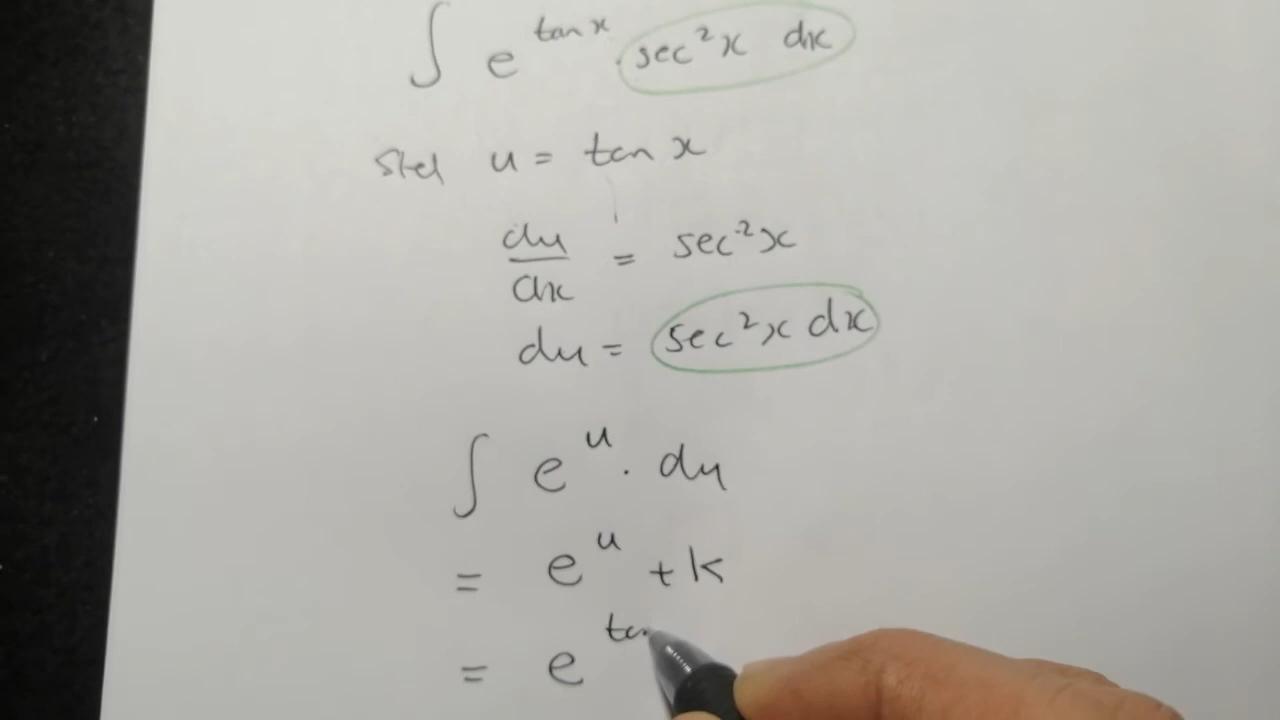 ∫ e^{tan x} . sec²x dx
Stel u = tan x
du/dx = sec²x
du = sec²x dx
∫ e^u . du
= e^u + k
= e^{ta